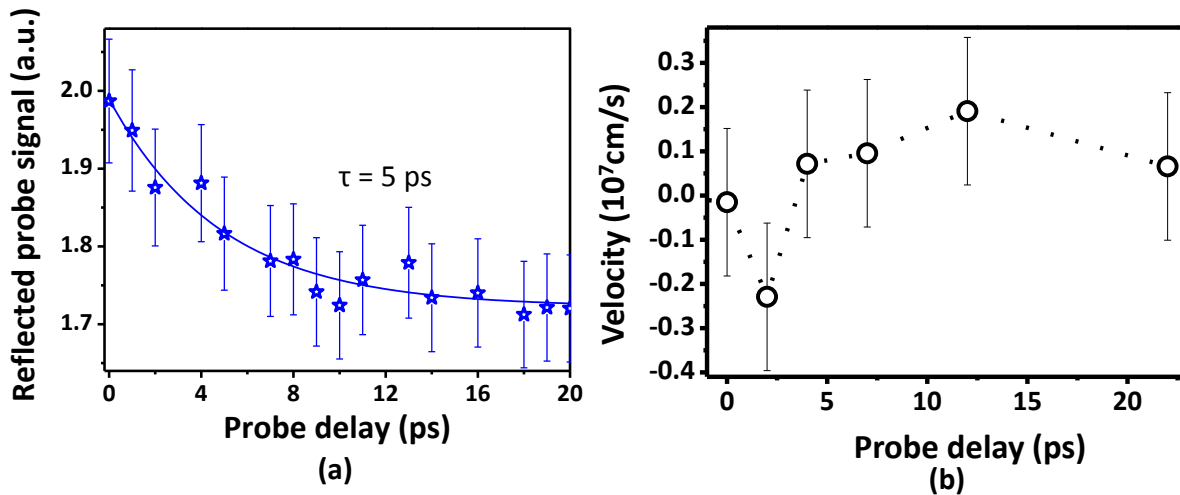 Reflected probe signal (a.u.)
2.0
1.9
1.8
1.7
τ = 5 ps
0 4 8 12 16 20
Probe delay (ps)
(a)
Velocity (10⁷cm/s)
0.3
0.2
0.1
0.0
-0.1
-0.2
-0.3
-0.4
0 5 10 15 20
Probe delay (ps)
(b)